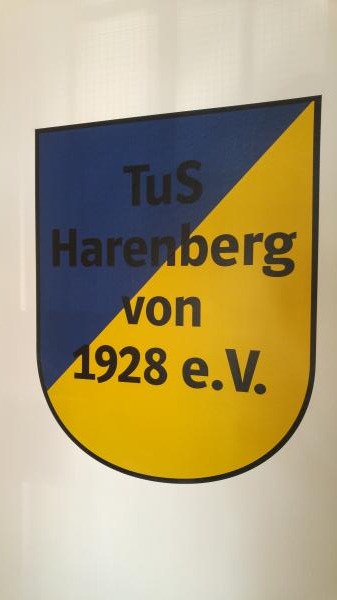 TuS
Harenberg
von
1928 e.V.